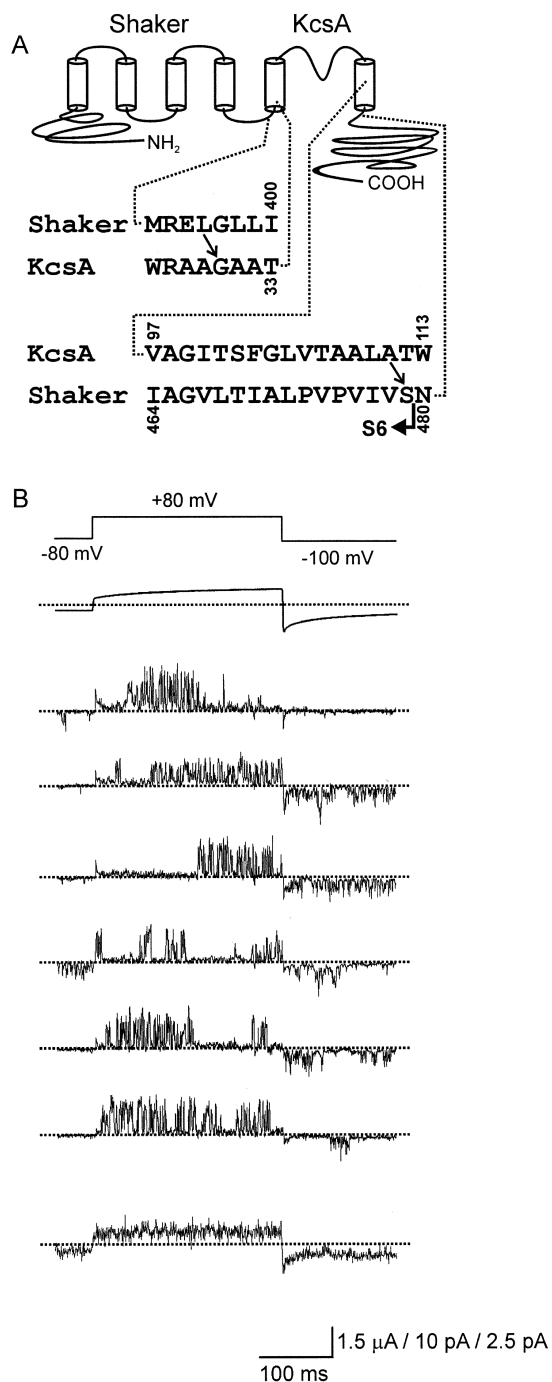 A
Shaker KcsA
NH2
COOH
400
Shaker MRELGLLI
KcsA WRAAGAAT
33
97 113
KcsA VAGITSFGLVTAALATW
Shaker IAGVLTIALPVPVIVSN
464 S6 480
B
+80 mV
-80 mV -100 mV
1.5 μA / 10 pA / 2.5 pA
100 ms